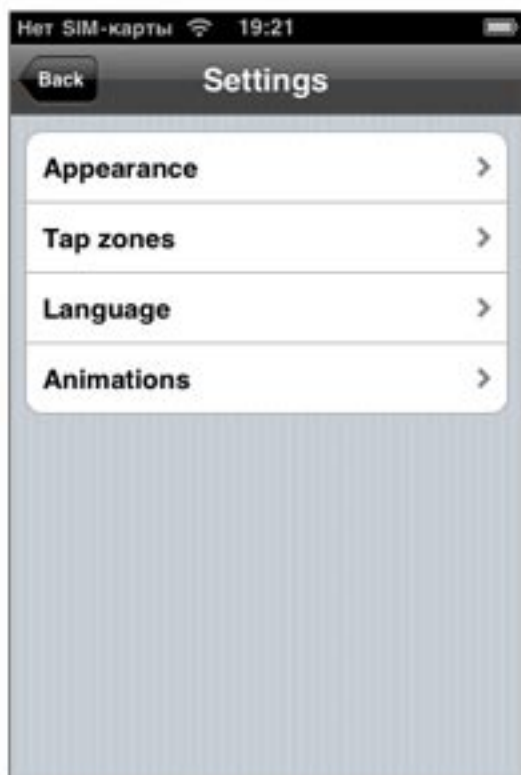 Нет SIM-карты 19:21
Back Settings
Appearance
Tap zones
Language
Animations